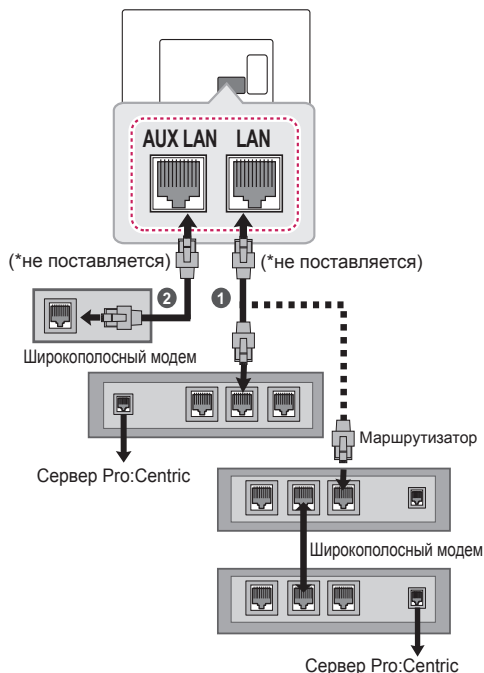 AUX LAN LAN
(*не поставляется) (*не поставляется)
2 1
Широкополосный модем
Маршрутизатор
Сервер Pro:Centric
Широкополосный модем
Сервер Pro:Centric